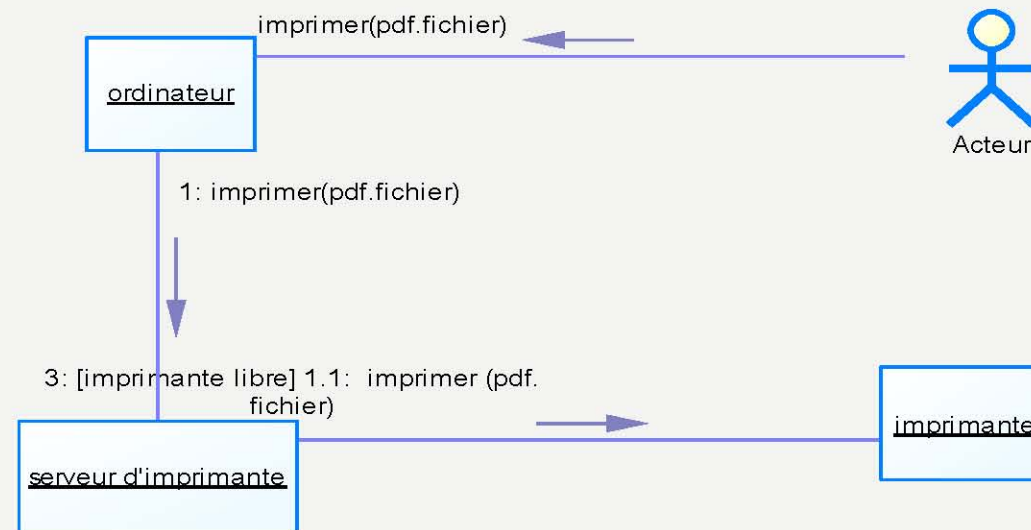 imprimer(pdf.fichier)
ordinateur
Acteur
1: imprimer(pdf.fichier)
3: [imprimante libre] 1.1: imprimer (pdf.
fichier)
imprimante
serveur d'imprimante